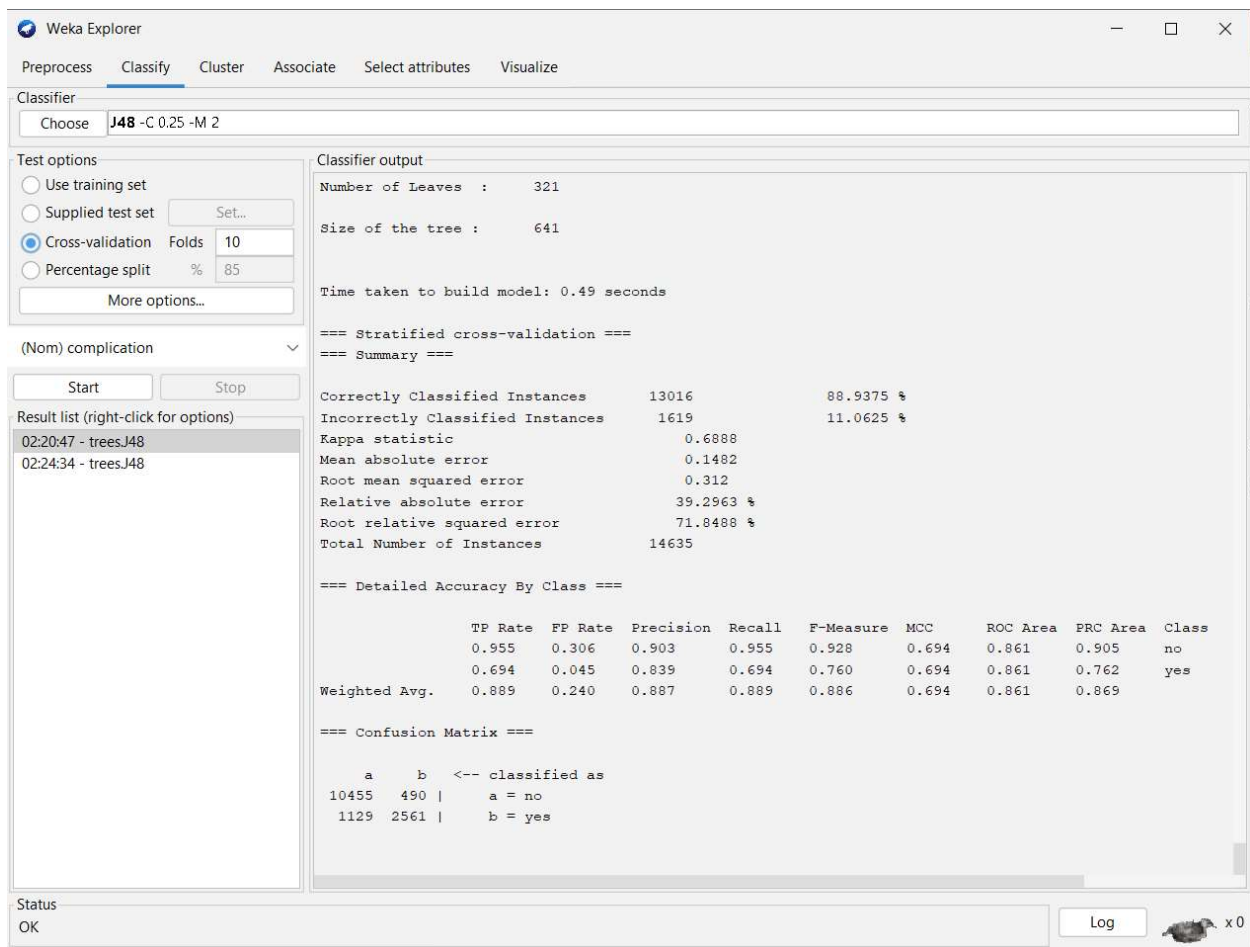 Weka Explorer
Preprocess Classify Cluster Associate Select attributes Visualize
Classifier
Choose J48 -C 0.25 -M 2
Test options
Use training set
Supplied test set Set...
Cross-validation Folds 10
Percentage split % 85
More options...
(Nom) complication
Start Stop
Result list (right-click for options)
02:20:47 - trees.J48
02:24:34 - trees.J48
Classifier output
Number of Leaves : 321
Size of the tree : 641
Time taken to build model: 0.49 seconds
=== Stratified cross-validation ===
=== Summary ===
Correctly Classified Instances 13016 88.9375 %
Incorrectly Classified Instances 1619 11.0625 %
Kappa statistic 0.6888
Mean absolute error 0.1482
Root mean squared error 0.312
Relative absolute error 39.2963 %
Root relative squared error 71.8488 %
Total Number of Instances 14635
=== Detailed Accuracy By Class ===
TP Rate FP Rate Precision Recall F-Measure MCC ROC Area PRC Area Class
0.955 0.306 0.903 0.955 0.928 0.694 0.861 0.905 no
0.694 0.045 0.839 0.694 0.760 0.694 0.861 0.762 yes
Weighted Avg. 0.889 0.240 0.887 0.889 0.886 0.694 0.861 0.869
=== Confusion Matrix ===
a b <-- classified as
10455 490 | a = no
1129 2561 | b = yes
Status
OK
Log x 0